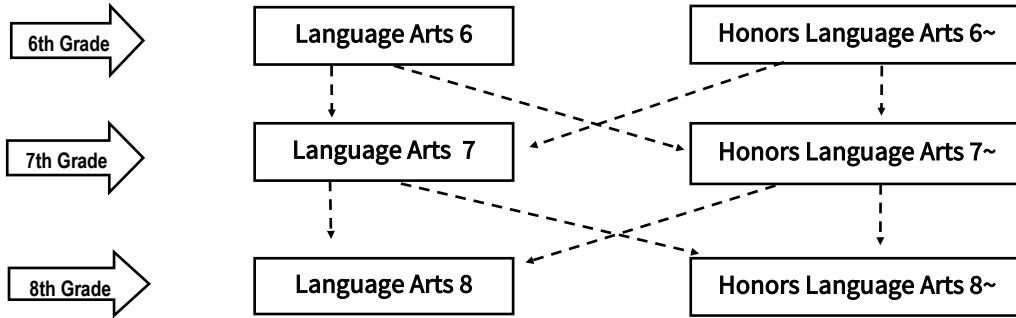 6th Grade
Language Arts 6
Honors Language Arts 6~
7th Grade
Language Arts 7
Honors Language Arts 7~
8th Grade
Language Arts 8
Honors Language Arts 8~